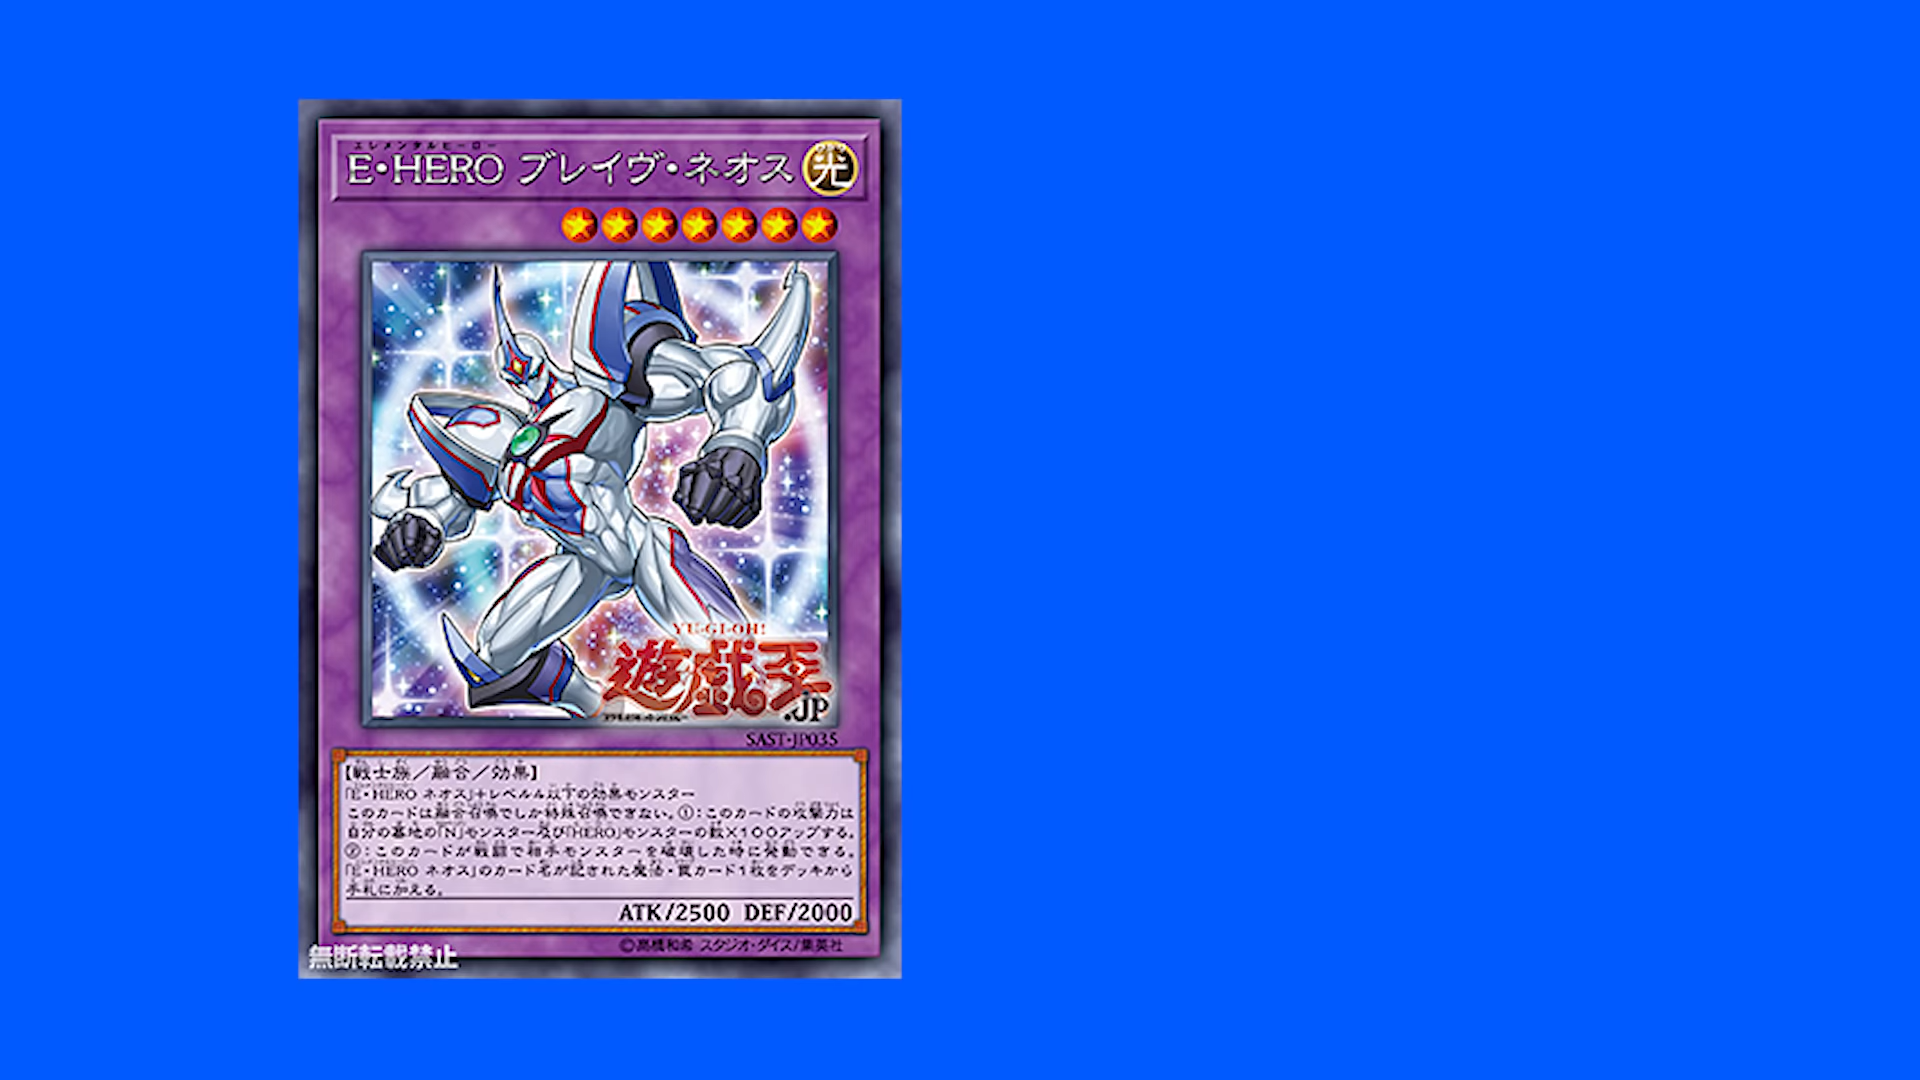 エレメンタルヒーロー
E・HERO ブレイヴ・ネオス 光
YU-GI-OH!
遊戯王
.JP
SAST-JP035
【戦士族／融合／効果】
「E・HERO ネオス」＋レベル4以下の効果モンスター
このカードは融合召喚でしか特殊召喚できない。①：このカードの攻撃力は
自分の墓地の「N」モンスター及び「HERO」モンスターの数×100アップする。
②：このカードが戦闘で相手モンスターを破壊した時に発動できる。
「E・HERO ネオス」のカード名が記された魔法・罠カード1枚をデッキから
手札に加える。
ATK/2500 DEF/2000
©高橋和希 スタジオ・ダイス/集英社
無断転載禁止